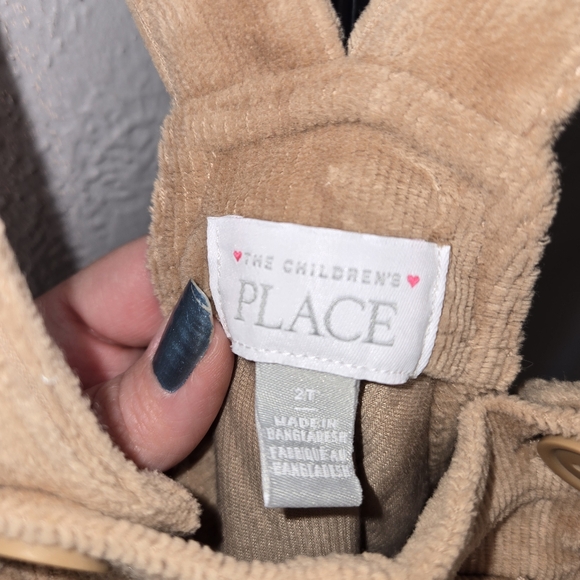 THE CHILDREN'S
PLACE
2T
MADE IN
BANGLADESH
FABRIQUÉ AU
BANGLADESH